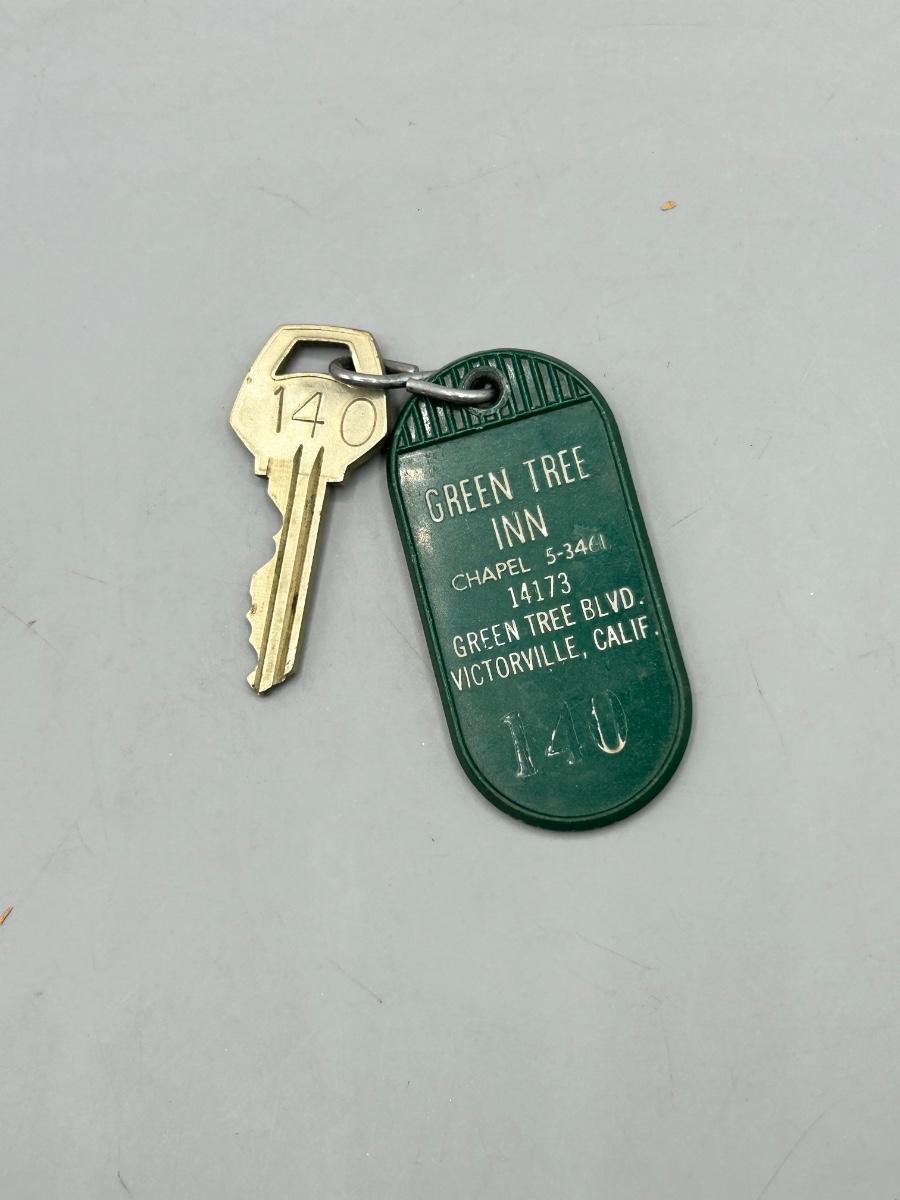 140
GREEN TREE
INN
CHAPEL 5-3461
14173
GREEN TREE BLVD.
VICTORVILLE, CALIF.
140